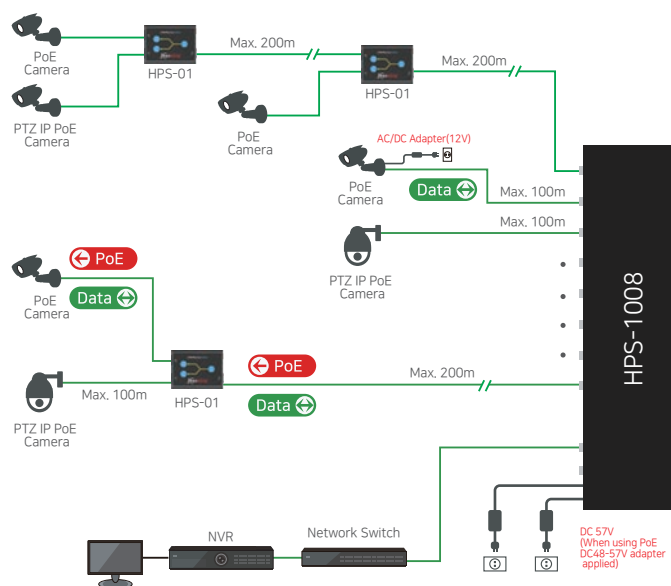 PoE
Camera
HPS-01
Max. 200m
HPS-01
Max. 200m
PTZ IP PoE
Camera
PoE
Camera
AC/DC Adapter(12V)
PoE
Camera
Data
Max. 100m
Max. 100m
PTZ IP PoE
Camera
PoE
PoE
Camera
Data
PoE
Max. 200m
Max. 100m
HPS-01
Data
PTZ IP PoE
Camera
HPS-1008
NVR
Network Switch
DC 57V
(When using PoE
DC48-57V adapter
applied)